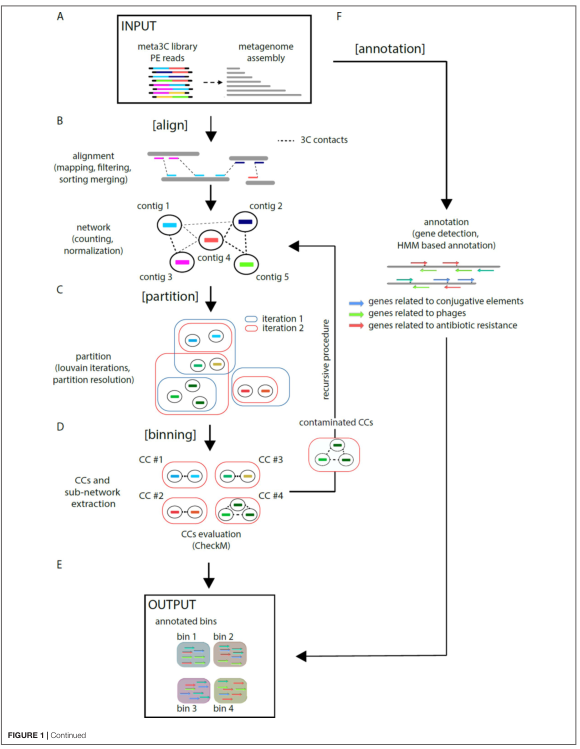 A
F
INPUT
meta3C library
PE reads
metagenome
assembly
[annotation]
B
[align]
3C contacts
alignment
(mapping, filtering,
sorting merging)
contig 1
contig 2
network
(counting,
normalization)
contig 4
contig 3
contig 5
annotation
(gene detection,
HMM based annotation)
genes related to conjugative elements
genes related to phages
genes related to antibiotic resistance
C
[partition]
iteration 1
iteration 2
partition
(louvain iterations,
partition resolution)
recursive procedure
contaminated CCs
D
[binning]
CC #1
CC #3
CCs and
sub-network
extraction
CC #2
CC #4
CCs evaluation
(CheckM)
E
OUTPUT
annotated bins
bin 1
bin 2
bin 3
bin 4
FIGURE 1 | Continued